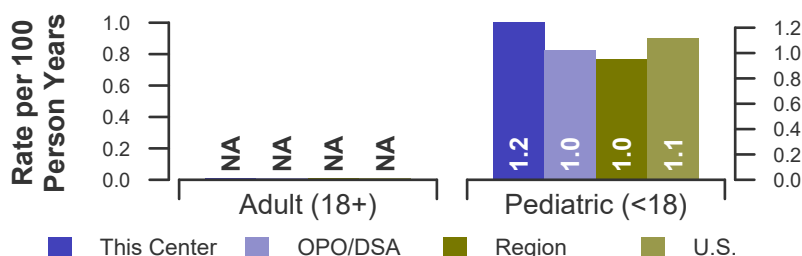 Rate per 100
Person Years
1.0
0.8
0.6
0.4
0.2
0.0
NA NA NA NA
1.2 1.0 1.0 1.1
1.2
1.0
0.8
0.6
0.4
0.2
0.0
Adult (18+) Pediatric (<18)
This Center OPO/DSA Region U.S.